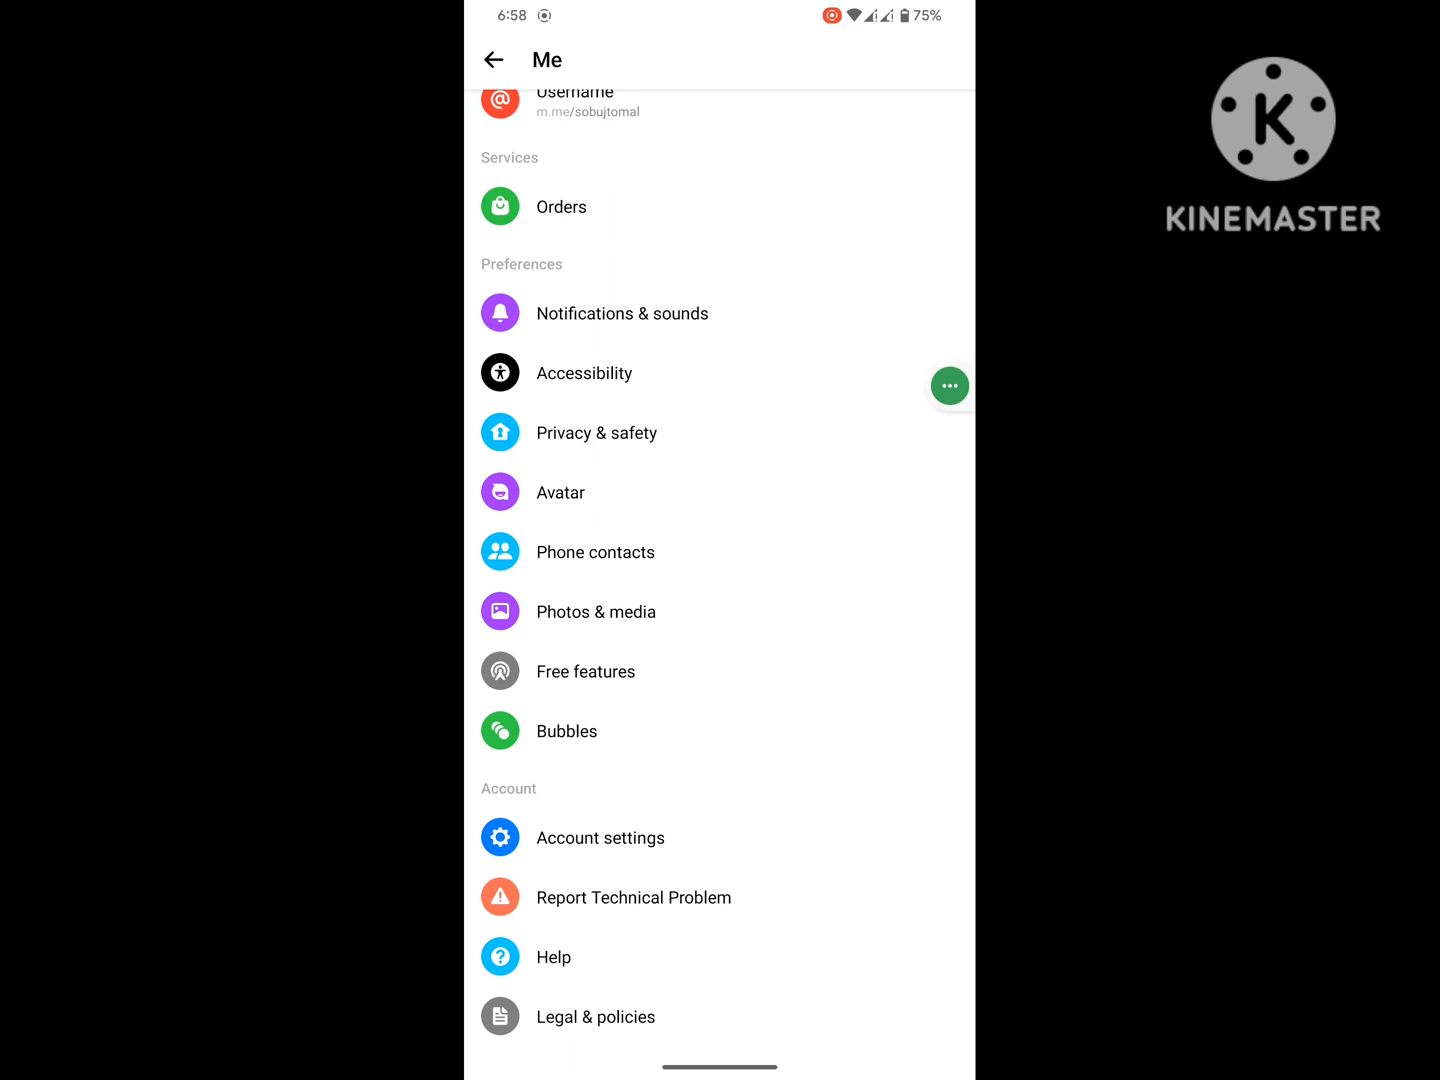 6:58
75%
Me
Username
m.me/sobujtomal
Services
Orders
Preferences
Notifications & sounds
Accessibility
Privacy & safety
Avatar
Phone contacts
Photos & media
Free features
Bubbles
Account
Account settings
Report Technical Problem
Help
Legal & policies
K
KINEMASTER